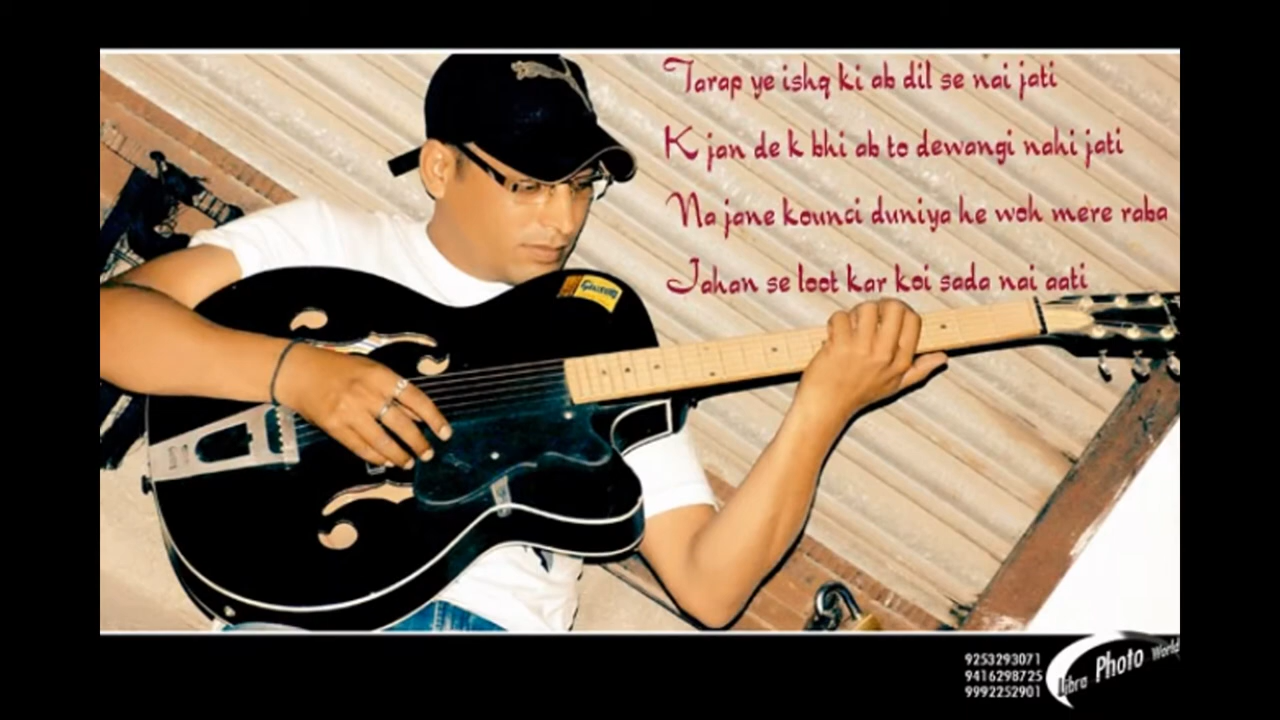 Tarap ye ishq ki ab dil se nai jati
K jan de k bhi ab to dewangi nahi jati
Na jane kounci duniya he woh mere raba
Jahan se loot kar koi sada nai aati
9253293071
9416298725
9992252901
libra Photo World